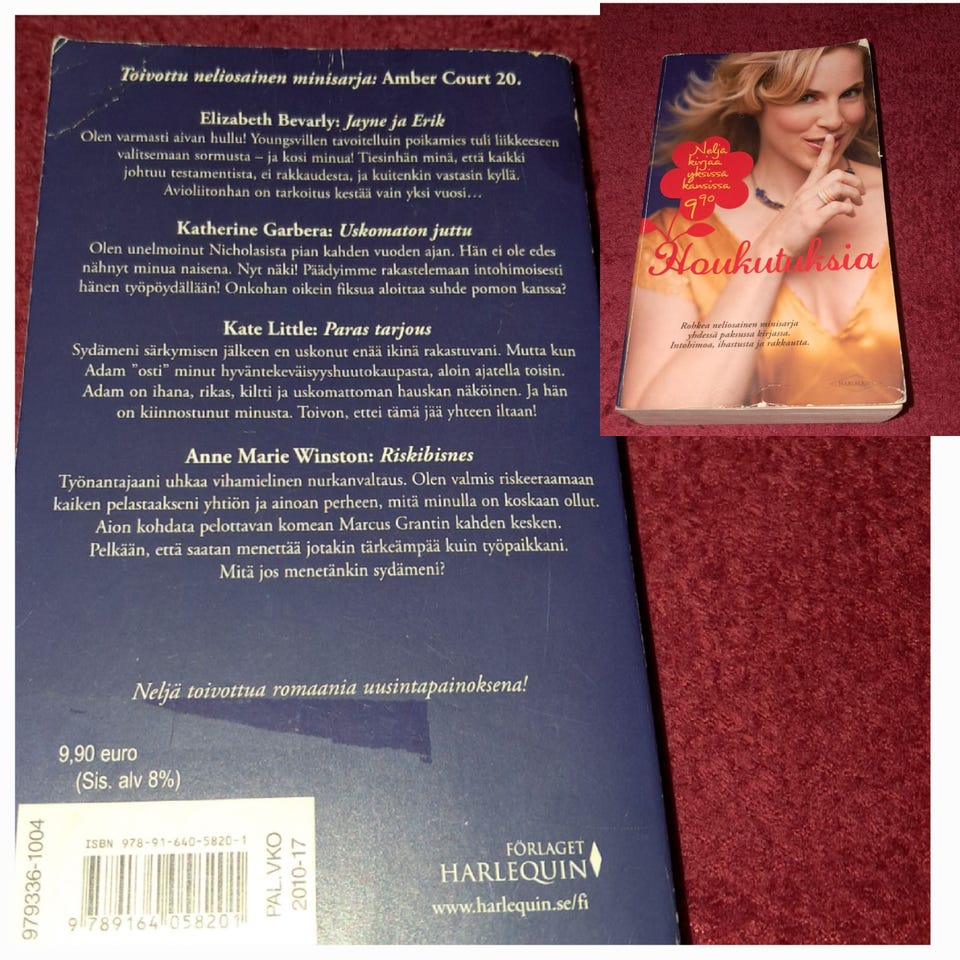 Toivottu neliosainen minisarja: Amber Court 20.
Elizabeth Bevarly: Jayne ja Erik
Olen varmasti aivan hullu! Youngsvillen tavoitelluin poikamies tuli liikkeeseen
valitsemaan sormusta – ja kosi minua! Tiesinhän minä, että kaikki
johtuu testamentista, ei rakkaudesta, ja kuitenkin vastasin kyllä.
Avioliitonhan on tarkoitus kestää vain yksi vuosi…
Katherine Garbera: Uskomaton juttu
Olen unelmoinut Nicholasista pian kahden vuoden ajan. Hän ei ole edes
nähnyt minua naisena. Nyt näki! Päädyimme rakastelemaan intohimoisesti
hänen työpöydällään! Onkohan oikein fiksua aloittaa suhde pomon kanssa?
Kate Little: Paras tarjous
Sydämeni särkymisen jälkeen en uskonut enää ikinä rakastuvani. Mutta kun
Adam ”osti” minut hyväntekeväisyyshuutokaupasta, aloin ajatella toisin.
Adam on ihana, rikas, kiltti ja uskomattoman hauskan näköinen. Ja hän
on kiinnostunut minusta. Toivon, ettei tämä jää yhteen iltaan!
Anne Marie Winston: Riskibisnes
Työnantajaani uhkaa vihamielinen nurkanvaltaus. Olen valmis riskeeraamaan
kaiken pelastaakseni yhtiön ja ainoan perheen, mitä minulla on koskaan ollut.
Aion kohdata pelottavan komean Marcus Grantin kahden kesken.
Pelkään, että saatan menettää jotakin tärkeämpää kuin työpaikkani.
Mitä jos menetänkin sydämeni?
Neljä toivottua romaania uusintapainoksena!
9,90 euro
(Sis. alv 8%)
979336-1004
ISBN 978-91-640-5820-1
9 789164 058201
PAL.VKO
2010-17
FÖRLAGET
HARLEQUIN
www.harlequin.se/fi
Neljä
kirjaa
yksissä
kansissa
9 90
Houkutuksia
Rohkea neliosainen minisarja
yhdessä paksussa kirjassa.
Intohimoa, ihastusta ja rakkautta.
HARLEQUIN